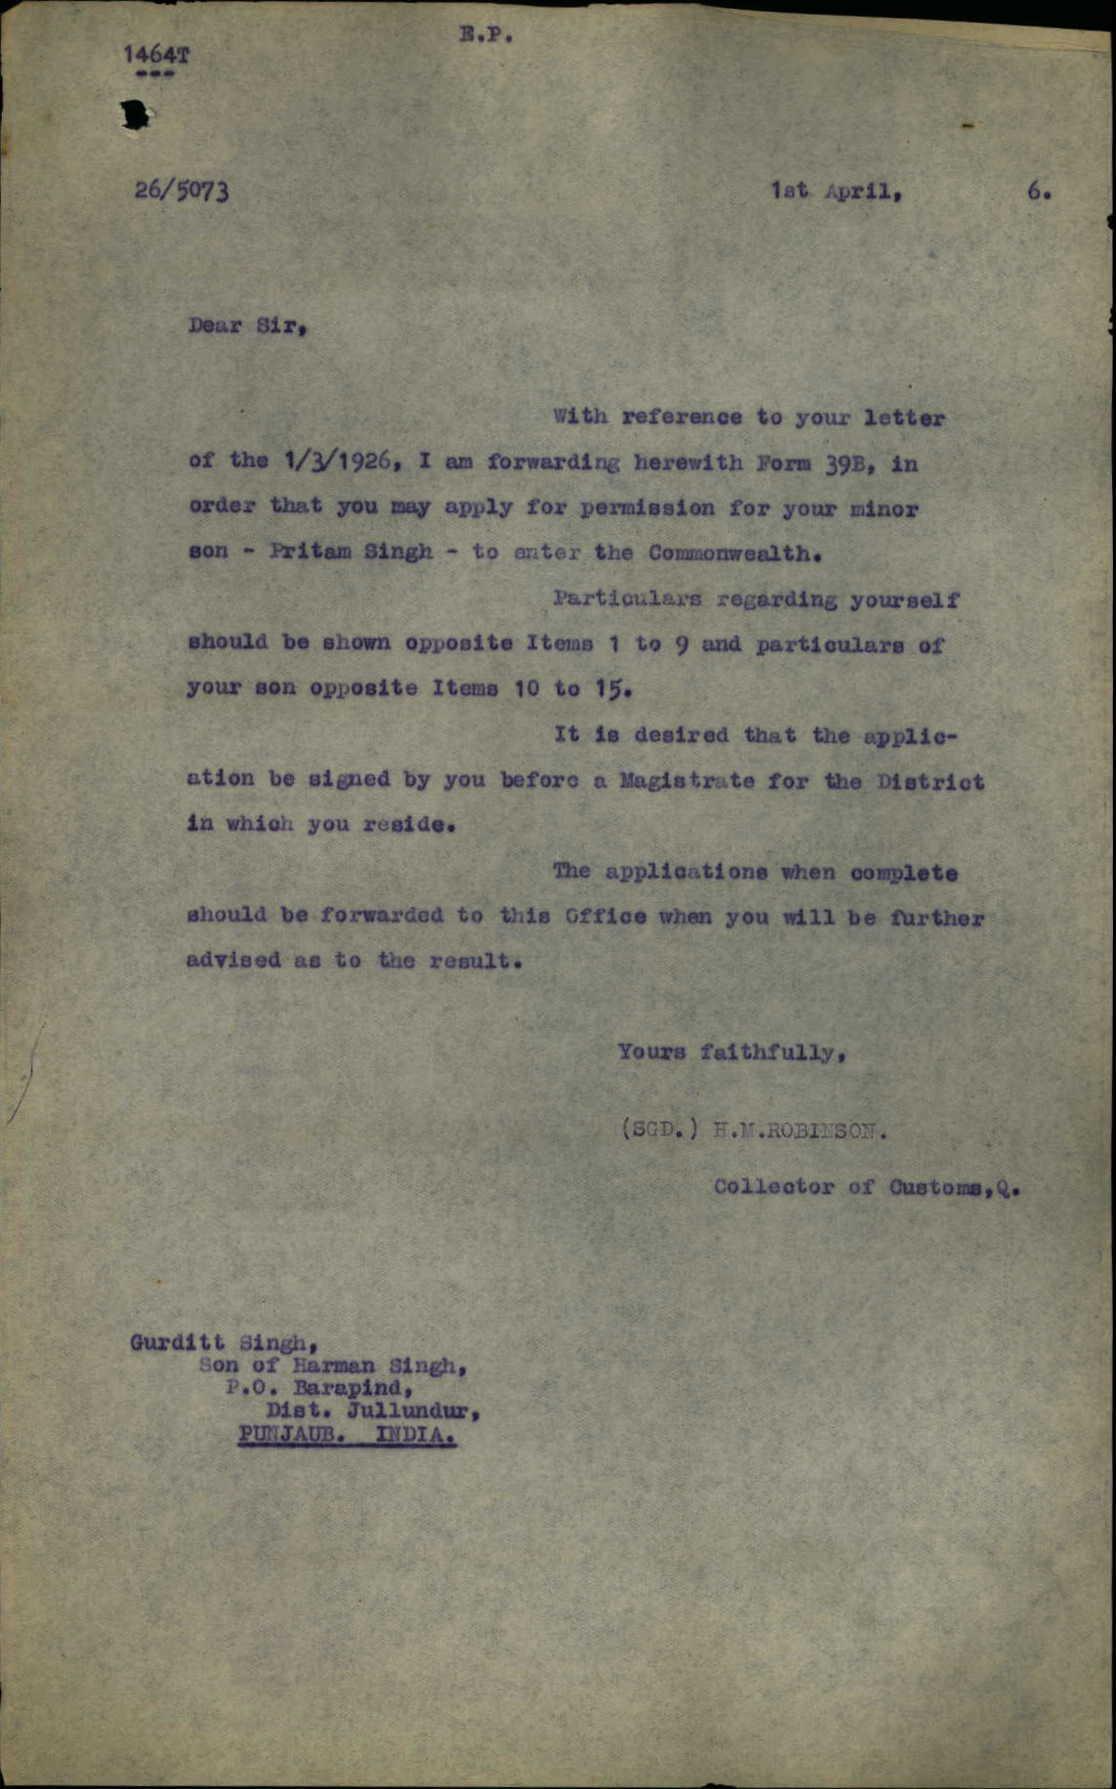 E.P.
1464T
---
26/5073 1st April, 6.
Dear Sir,
With reference to your letter
of the 1/3/1926, I am forwarding herewith Form 39B, in
order that you may apply for permission for your minor
son - Pritam Singh - to enter the Commonwealth.
Particulars regarding yourself
should be shown opposite Items 1 to 9 and particulars of
your son opposite Items 10 to 15.
It is desired that the applic-
ation be signed by you before a Magistrate for the District
in which you reside.
The applications when complete
should be forwarded to this Office when you will be further
advised as to the result.
Yours faithfully,
(SGD.) H.M.ROBINSON.
Collector of Customs,Q.
Gurditt Singh,
Son of Harman Singh,
P.O. Barapind,
Dist. Jullundur,
PUNJAUB. INDIA.